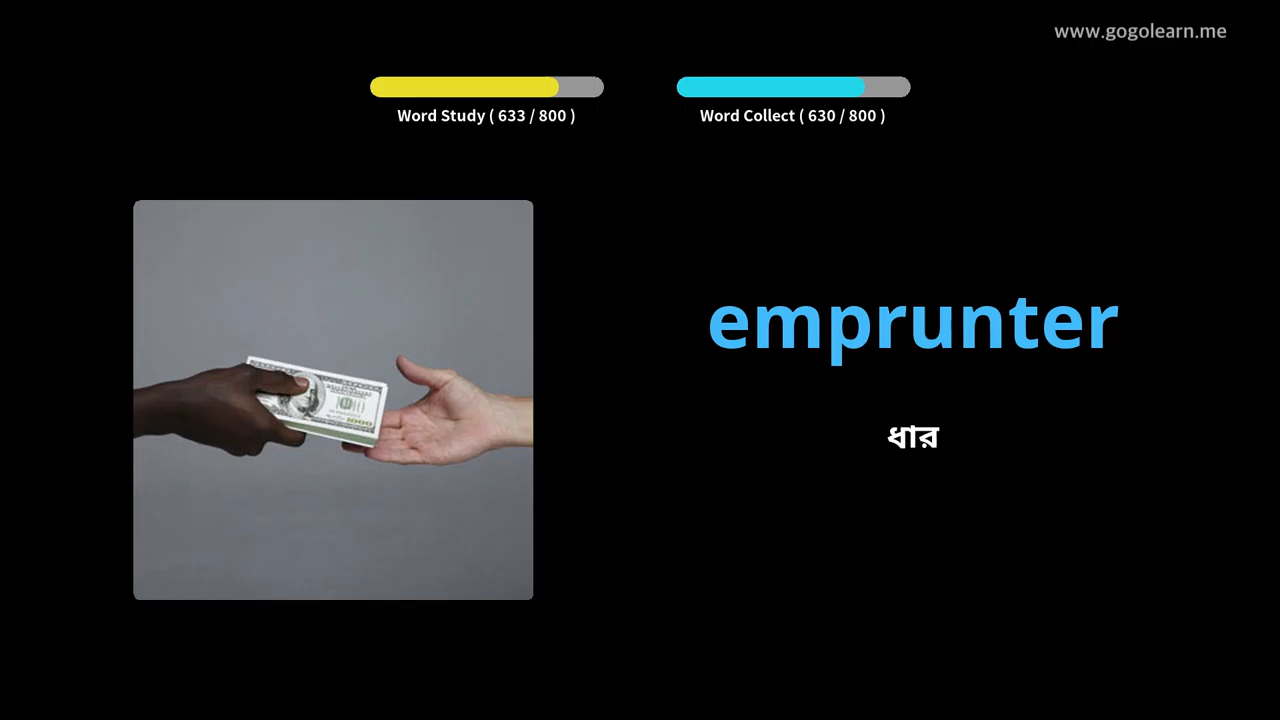 www.gogolearn.me
Word Study ( 633 / 800 )
Word Collect ( 630 / 800 )
emprunter
ধার